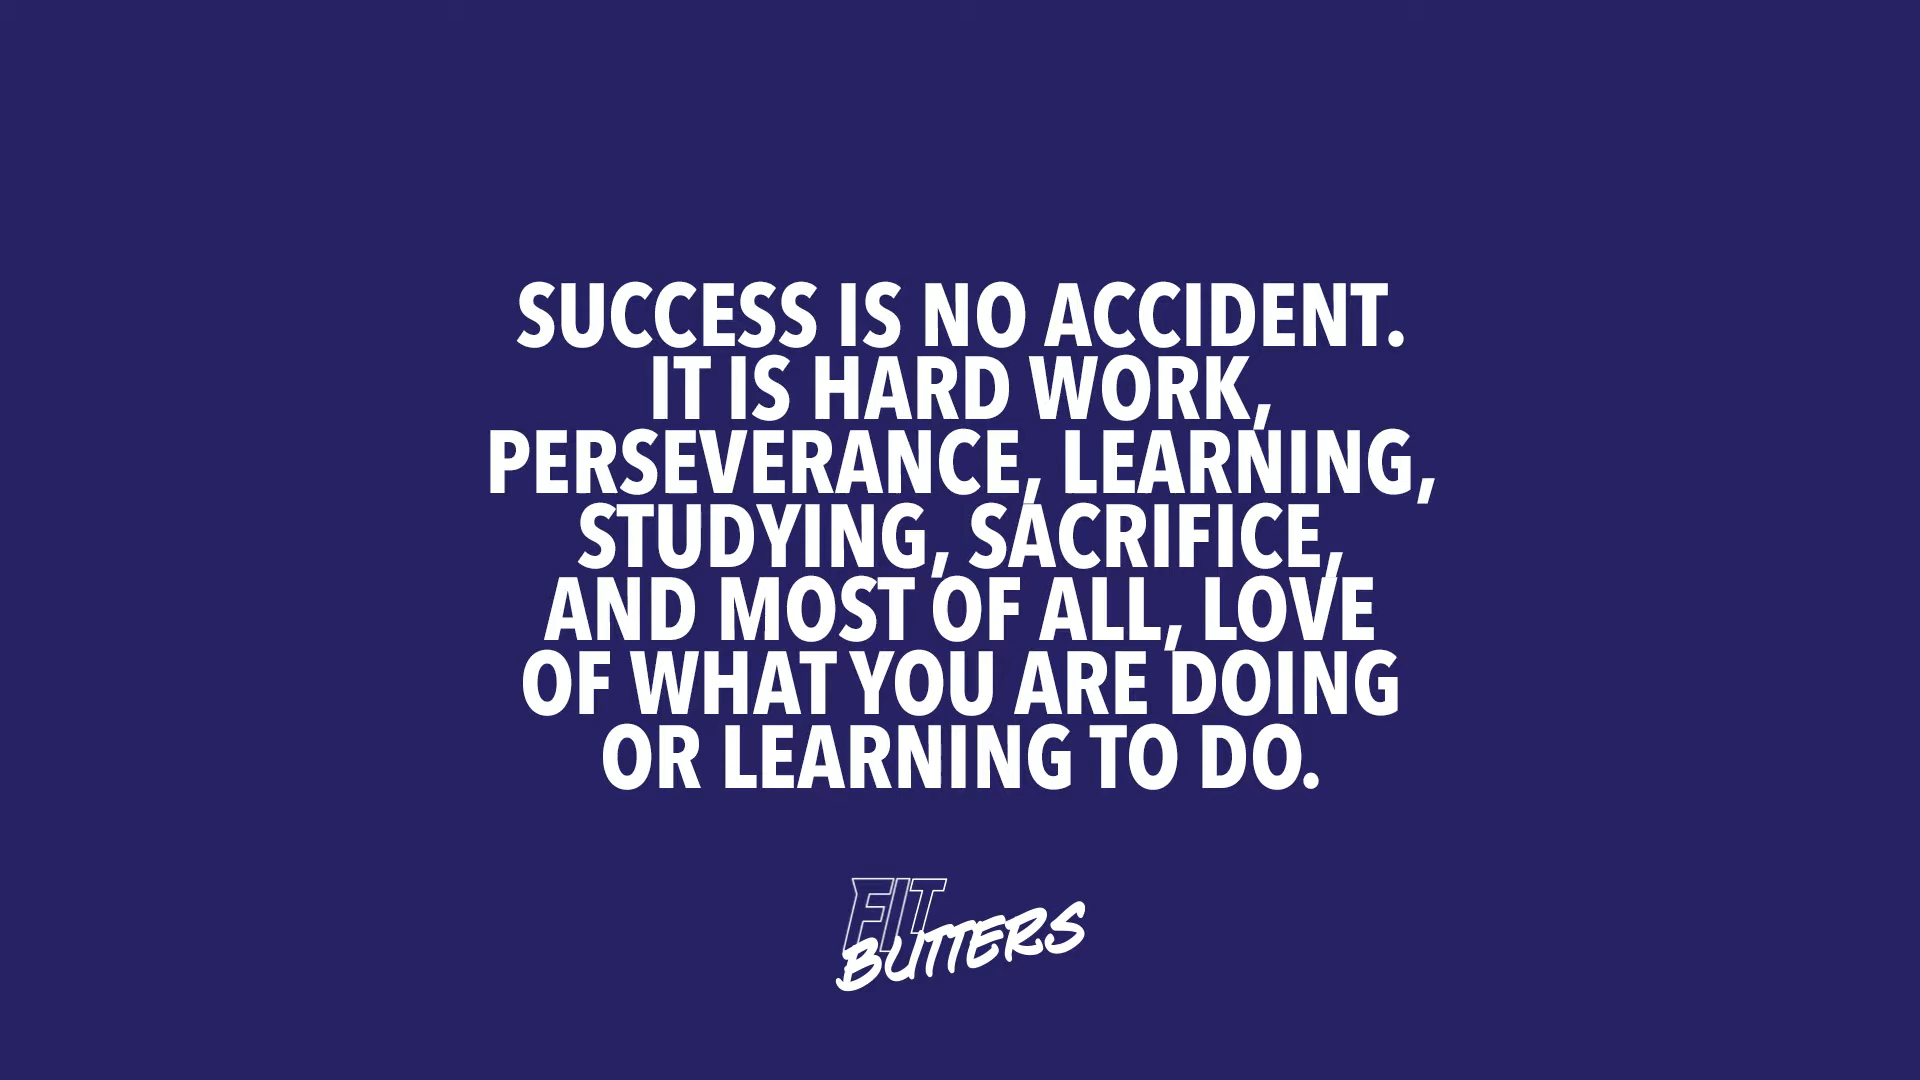 SUCCESS IS NO ACCIDENT.
IT IS HARD WORK,
PERSEVERANCE, LEARNING,
STUDYING, SACRIFICE,
AND MOST OF ALL, LOVE
OF WHAT YOU ARE DOING
OR LEARNING TO DO.
FIT
BUTTERS